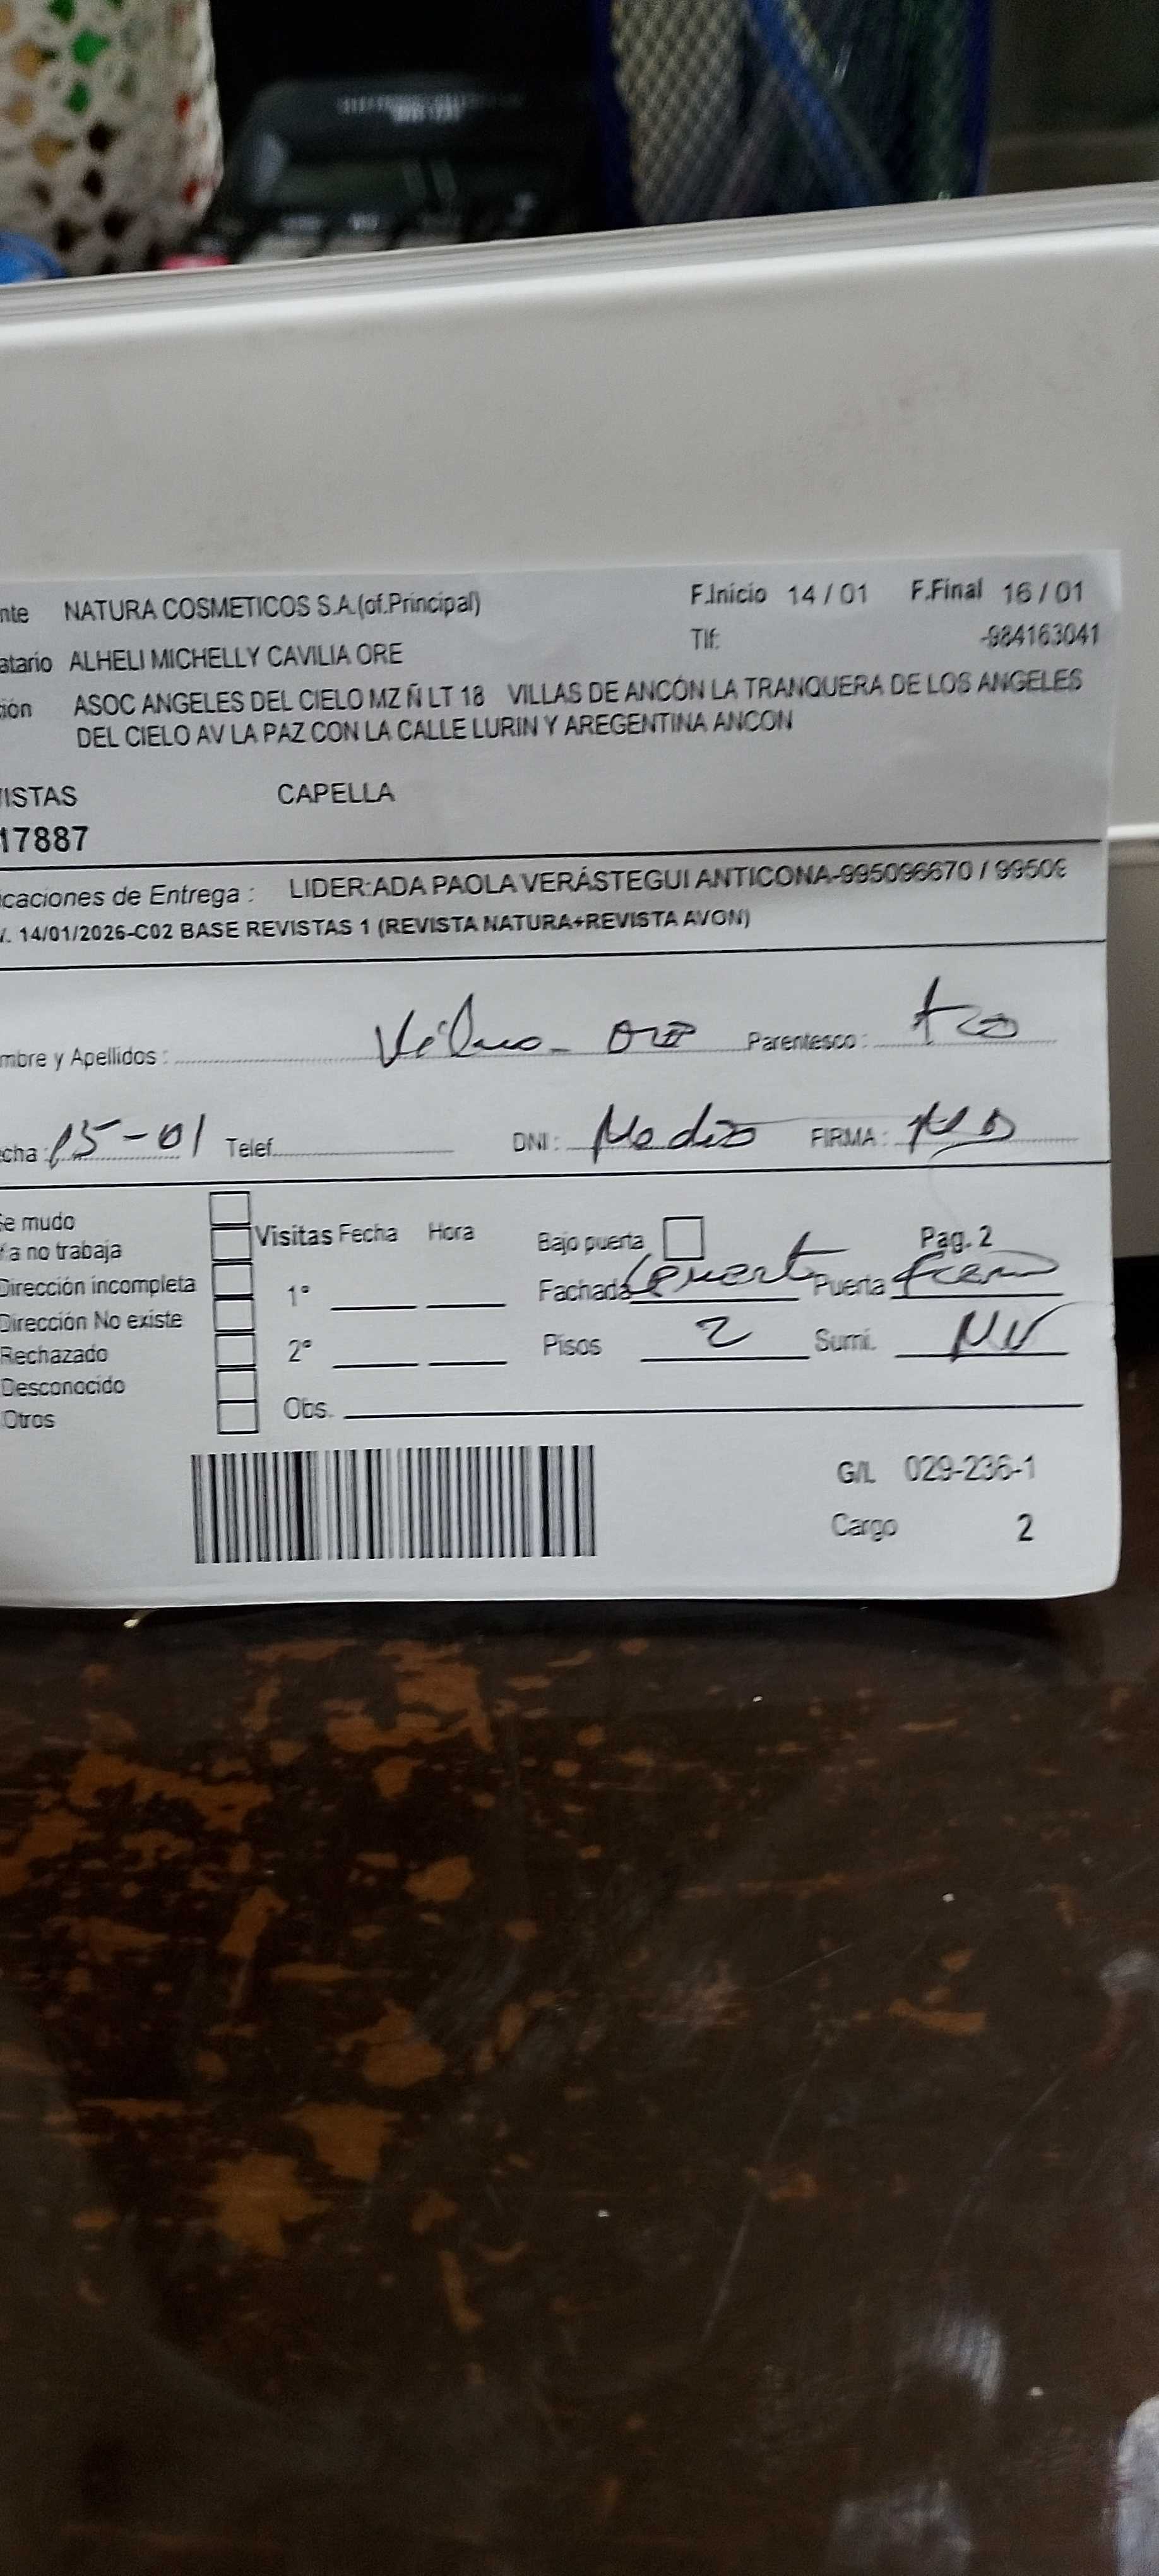 nte NATURA COSMETICOS S.A.(of.Principal) F.Inicio 14 / 01 F.Final 16 / 01
Tlf: -984163041
atario ALHELI MICHELLY CAVILIA ORE
ción ASOC ANGELES DEL CIELO MZ Ñ LT 18 VILLAS DE ANCÓN LA TRANQUERA DE LOS ANGELES
DEL CIELO AV LA PAZ CON LA CALLE LURIN Y AREGENTINA ANCON
ISTAS CAPELLA
17887
caciones de Entrega : LIDER:ADA PAOLA VERÁSTEGUI ANTICONA-995096670 / 99509
. 14/01/2026-C02 BASE REVISTAS 1 (REVISTA NATURA+REVISTA AVON)
mbre y Apellidos : Parentesco :
cha : 15-01 Telef. DNI : FIRMA :
Se mudo
Ya no trabaja
Dirección incompleta
Dirección No existe
Rechazado
Desconocido
Otros
Visitas Fecha Hora Bajo puerta Pag. 2
1° Fachada Puerta
2° Pisos 2 Sumi.
Obs.
G/L 029-236-1
Cargo 2